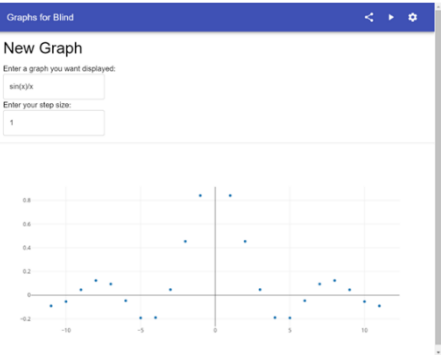 Graphs for Blind
New Graph
Enter a graph you want displayed:
sin(x)/x
Enter your step size:
1
0.8
0.6
0.4
0.2
0
-0.2
-10
-5
0
5
10